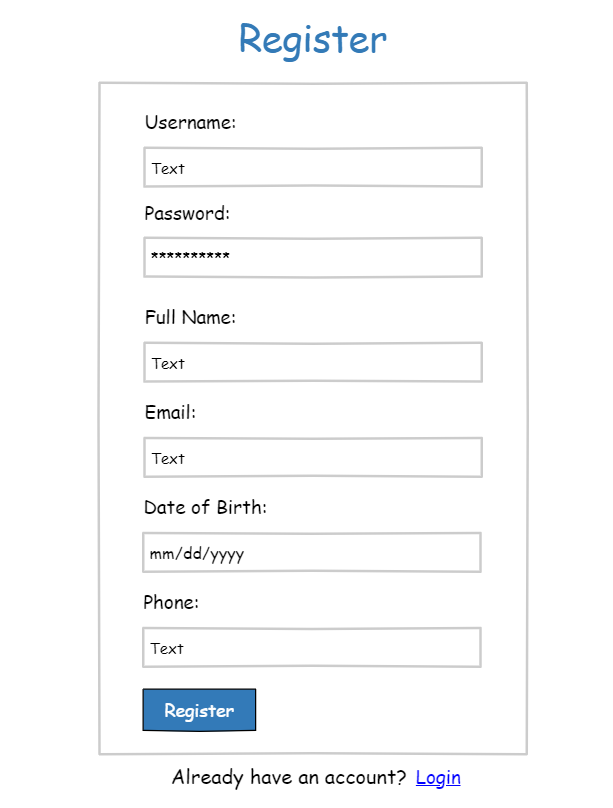 Register
Username:
Text
Password:
**********
Full Name:
Text
Email:
Text
Date of Birth:
mm/dd/yyyy
Phone:
Text
Register
Already have an account? Login